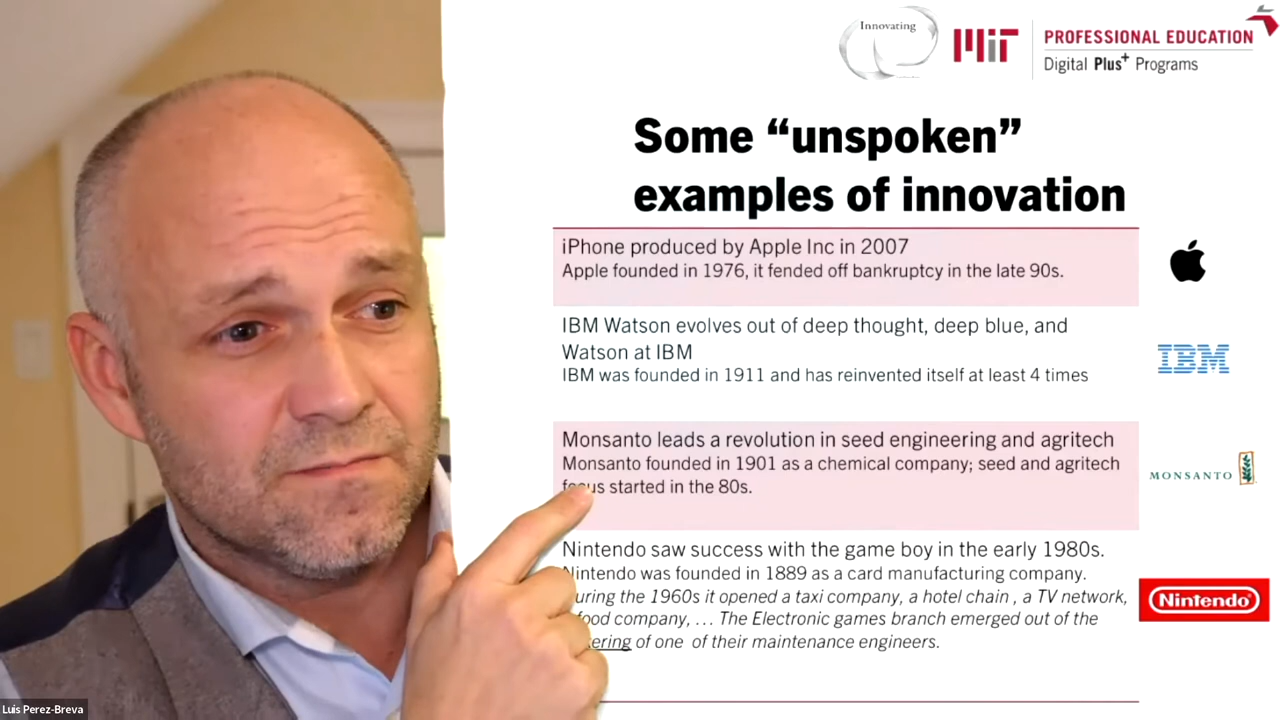 Innovating
MIT
PROFESSIONAL EDUCATION
Digital Plus+ Programs
Some “unspoken”
examples of innovation
iPhone produced by Apple Inc in 2007
Apple founded in 1976, it fended off bankruptcy in the late 90s.
IBM Watson evolves out of deep thought, deep blue, and
Watson at IBM
IBM was founded in 1911 and has reinvented itself at least 4 times
IBM
Monsanto leads a revolution in seed engineering and agritech
Monsanto founded in 1901 as a chemical company; seed and agritech
focus started in the 80s.
MONSANTO
Nintendo saw success with the game boy in the early 1980s.
Nintendo was founded in 1889 as a card manufacturing company.
uring the 1960s it opened a taxi company, a hotel chain , a TV network,
food company, ... The Electronic games branch emerged out of the
ering of one of their maintenance engineers.
Nintendo
Luis Perez-Breva